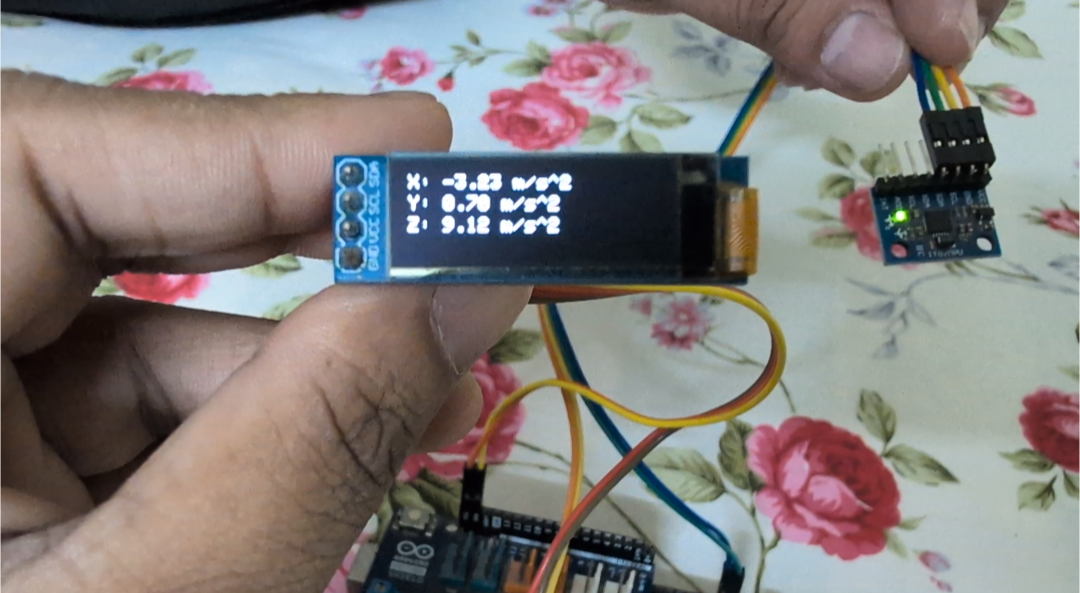 X: -3.23 m/s^2
Y: 0.70 m/s^2
Z: 9.12 m/s^2
GND VCC SCL SDA